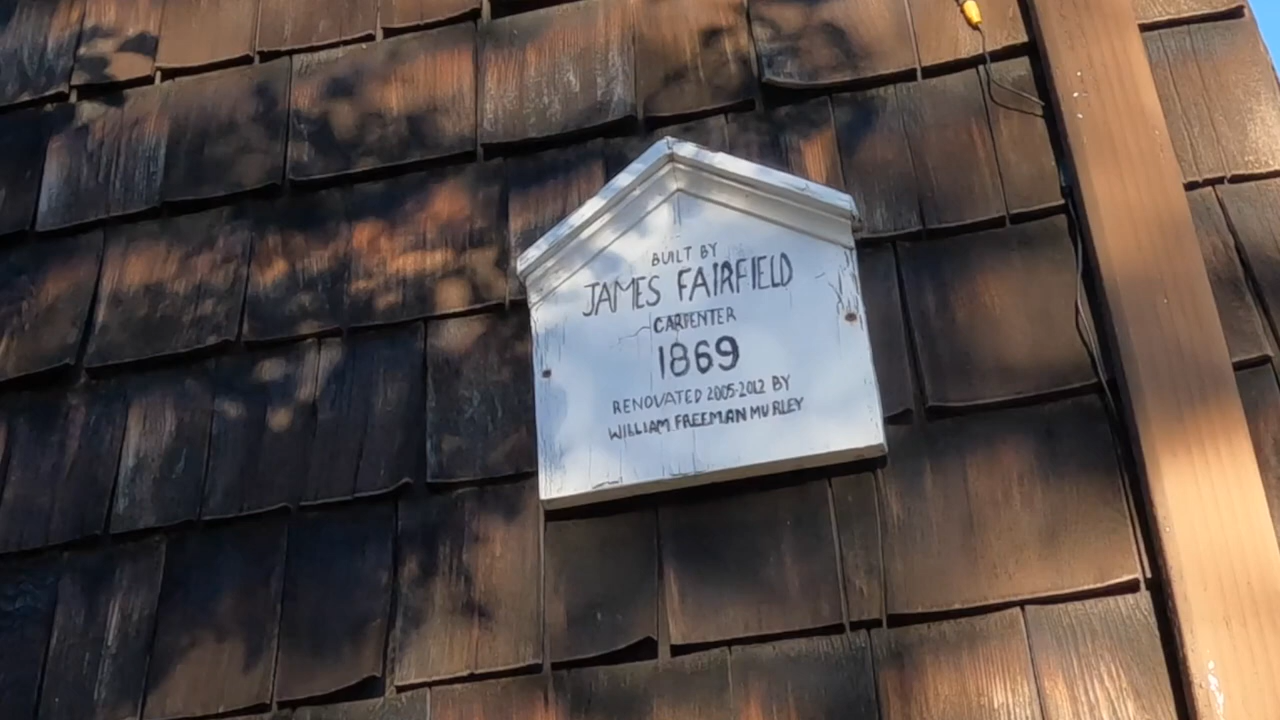 BUILT BY
JAMES FAIRFIELD
CARPENTER
1869
RENOVATED 2005-2012 BY
WILLIAM FREEMAN MURLEY